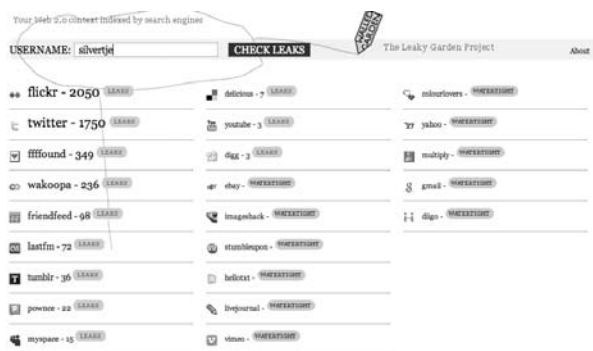 Your Web 2.0 context indexed by search engines
USERNAME: silvertje
CHECK LEAKS
WALLED GARDEN
The Leaky Garden Project
About
flickr - 2050 LEAKS
twitter - 1750 LEAKS
ffffound - 349 LEAKS
wakoopa - 236 LEAKS
friendfeed - 98 LEAKS
lastfm - 72 LEAKS
tumblr - 36 LEAKS
pownce - 22 LEAKS
myspace - 15 LEAKS
delicious - 7 LEAKS
youtube - 3 LEAKS
digg - 3 LEAKS
ebay - WATERTIGHT
imageshack - WATERTIGHT
stumbleupon - WATERTIGHT
hellotxt - WATERTIGHT
livejournal - WATERTIGHT
vimeo - WATERTIGHT
colourlovers - WATERTIGHT
yahoo - WATERTIGHT
multiply - WATERTIGHT
gmail - WATERTIGHT
diigo - WATERTIGHT